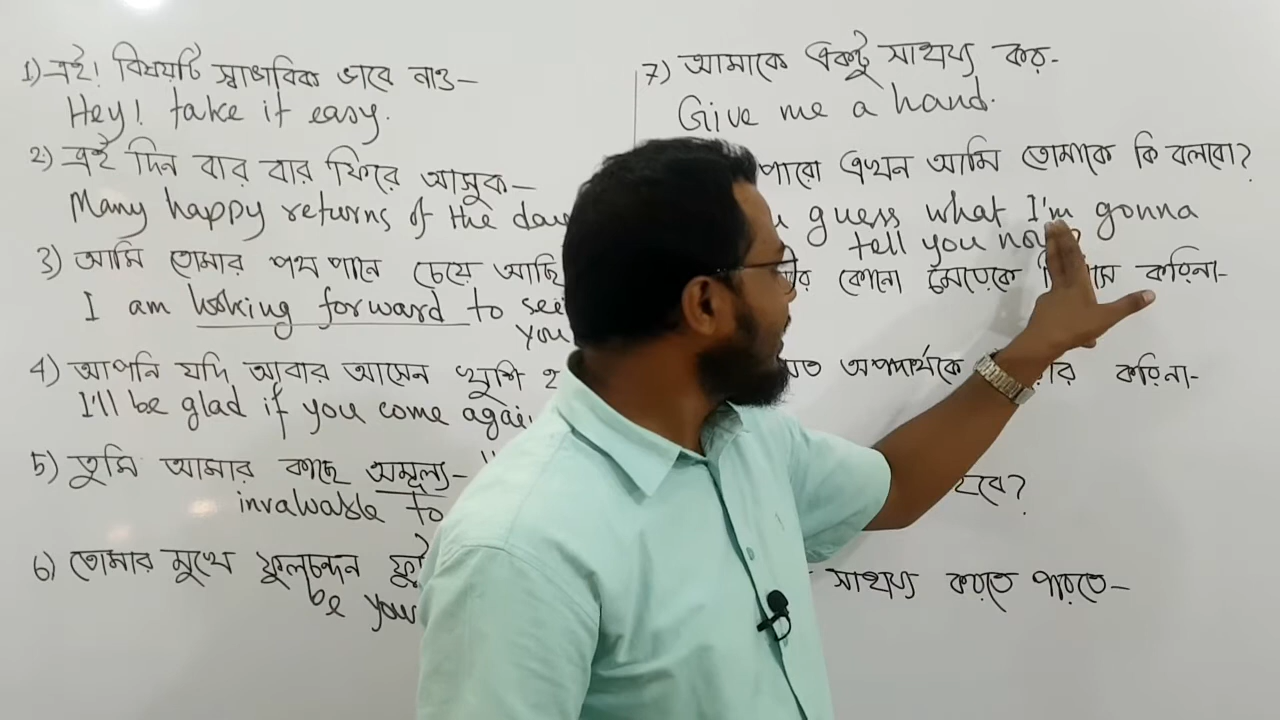 1) এই! বিষয়টি স্বাভাবিক ভাবে নাও-
Hey! take it easy.
2) এই দিন বার বার ফিরে আসুক-
Many happy returns of the day
3) আমি তোমার পথ পানে চেয়ে আছি
I am looking forward to see
you
4) আপনি যদি আবার আসেন খুশি হ
I'll be glad if you come agai
5) তুমি আমার কাছে অমূল্য-
invaluable to
6) তোমার মুখে ফুলচন্দন ফু
be your
7) আমাকে একটু সাহায্য কর-
Give me a hand.
পারো এখন আমি তোমাকে কি বলবো?
guess what I'm gonna
tell you now?
কোনো করিনা-
অপদার্থকে করিনা-
হবে?
সাহায্য করতে পারতে-